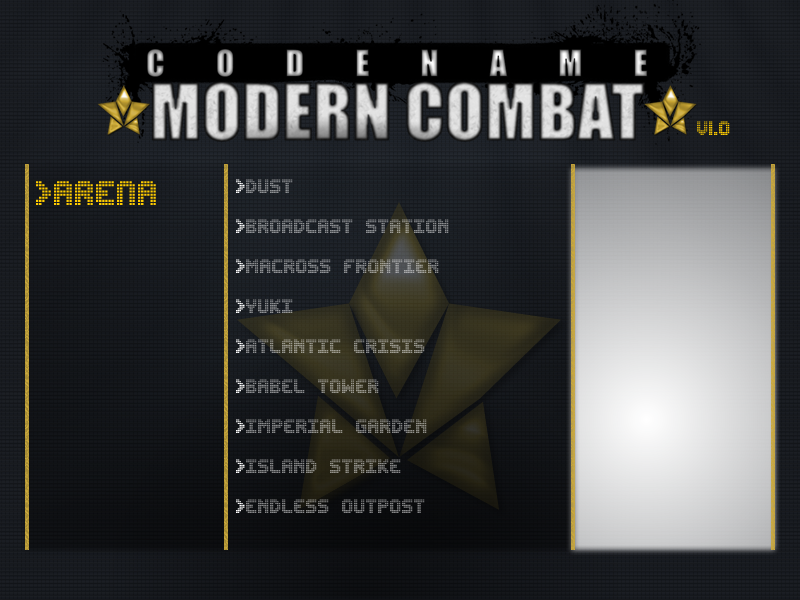 CODENAME
MODERN COMBAT
V1.0
>ARENA
>DUST
>BROADCAST STATION
>MACROSS FRONTIER
>YUKI
>ATLANTIC CRISIS
>BABEL TOWER
>IMPERIAL GARDEN
>ISLAND STRIKE
>ENDLESS OUTPOST